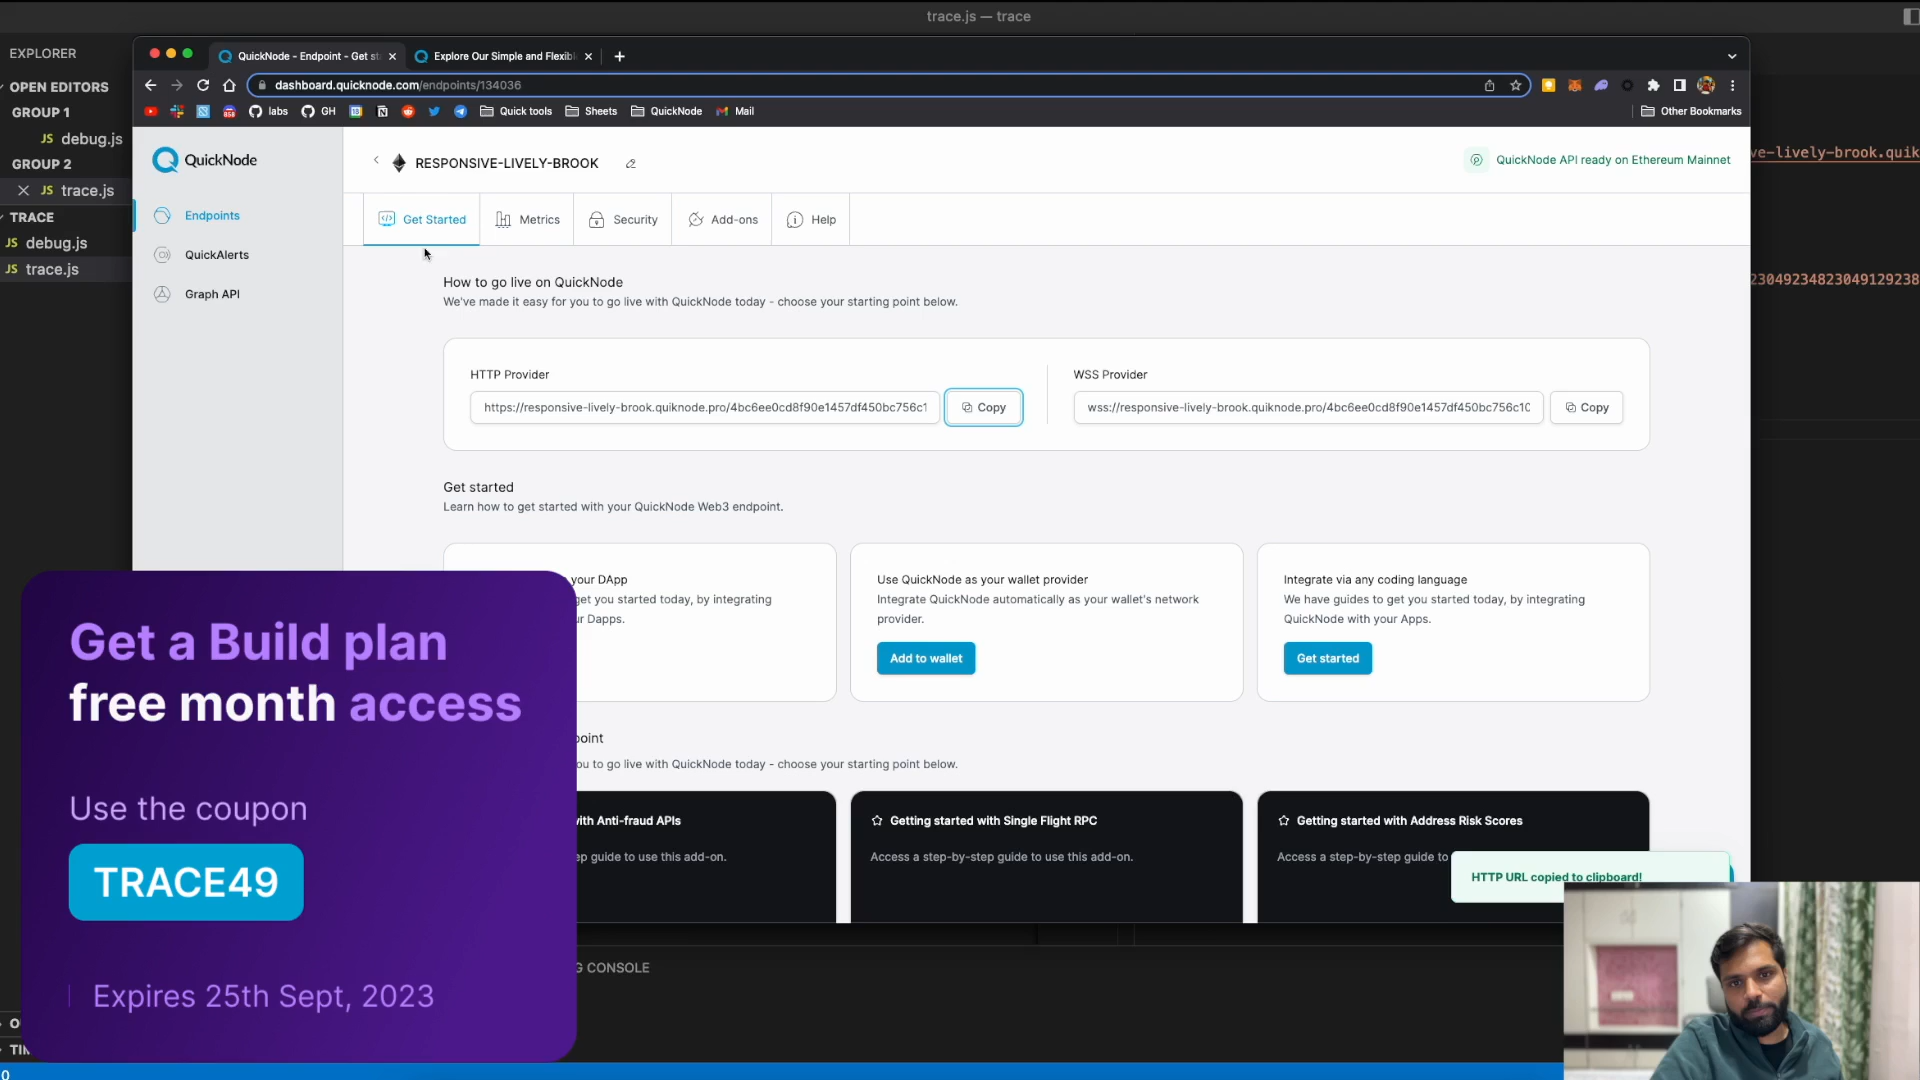 trace.js — trace
EXPLORER
OPEN EDITORS
GROUP 1
JS debug.js
GROUP 2
JS trace.js
TRACE
JS debug.js
JS trace.js
QuickNode - Endpoint - Get st
Explore Our Simple and Flexib
dashboard.quicknode.com/endpoints/134036
labs
GH
Quick tools
Sheets
QuickNode
Mail
Other Bookmarks
QuickNode
RESPONSIVE-LIVELY-BROOK
QuickNode API ready on Ethereum Mainnet
ve-lively-brook.quik
Endpoints
QuickAlerts
Graph API
Get Started
Metrics
Security
Add-ons
Help
How to go live on QuickNode
We've made it easy for you to go live with QuickNode today - choose your starting point below.
23049234823049129238
HTTP Provider
https://responsive-lively-brook.quiknode.pro/4bc6ee0cd8f90e1457df450bc756c1
Copy
WSS Provider
wss://responsive-lively-brook.quiknode.pro/4bc6ee0cd8f90e1457df450bc756c10
Copy
Get started
Learn how to get started with your QuickNode Web3 endpoint.
your DApp
get you started today, by integrating
ur Dapps.
Use QuickNode as your wallet provider
Integrate QuickNode automatically as your wallet's network
provider.
Add to wallet
Integrate via any coding language
We have guides to get you started today, by integrating
QuickNode with your Apps.
Get started
point
ou to go live with QuickNode today - choose your starting point below.
with Anti-fraud APIs
ep guide to use this add-on.
Getting started with Single Flight RPC
Access a step-by-step guide to use this add-on.
Getting started with Address Risk Scores
Access a step-by-step guide to
HTTP URL copied to clipboard!
G CONSOLE
Get a Build plan
free month access
Use the coupon
TRACE49
Expires 25th Sept, 2023
O
TIM
0